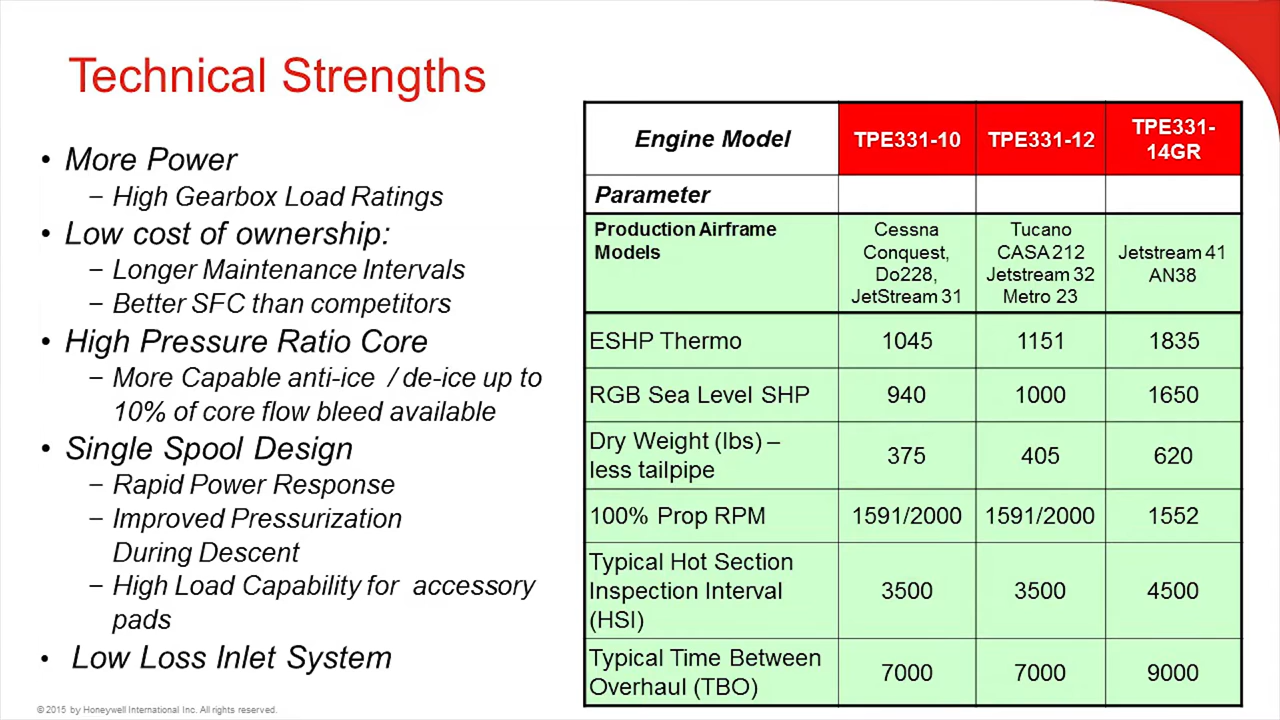 Technical Strengths
• More Power
– High Gearbox Load Ratings
• Low cost of ownership:
– Longer Maintenance Intervals
– Better SFC than competitors
• High Pressure Ratio Core
– More Capable anti-ice / de-ice up to
10% of core flow bleed available
• Single Spool Design
– Rapid Power Response
– Improved Pressurization
During Descent
– High Load Capability for accessory
pads
• Low Loss Inlet System
Engine Model TPE331-10 TPE331-12 TPE331-
14GR
Parameter
Production Airframe
Models
Cessna
Conquest,
Do228,
JetStream 31
Tucano
CASA 212
Jetstream 32
Metro 23
Jetstream 41
AN38
ESHP Thermo 1045 1151 1835
RGB Sea Level SHP 940 1000 1650
Dry Weight (lbs) –
less tailpipe 375 405 620
100% Prop RPM 1591/2000 1591/2000 1552
Typical Hot Section
Inspection Interval
(HSI) 3500 3500 4500
Typical Time Between
Overhaul (TBO) 7000 7000 9000
© 2015 by Honeywell International Inc. All rights reserved.